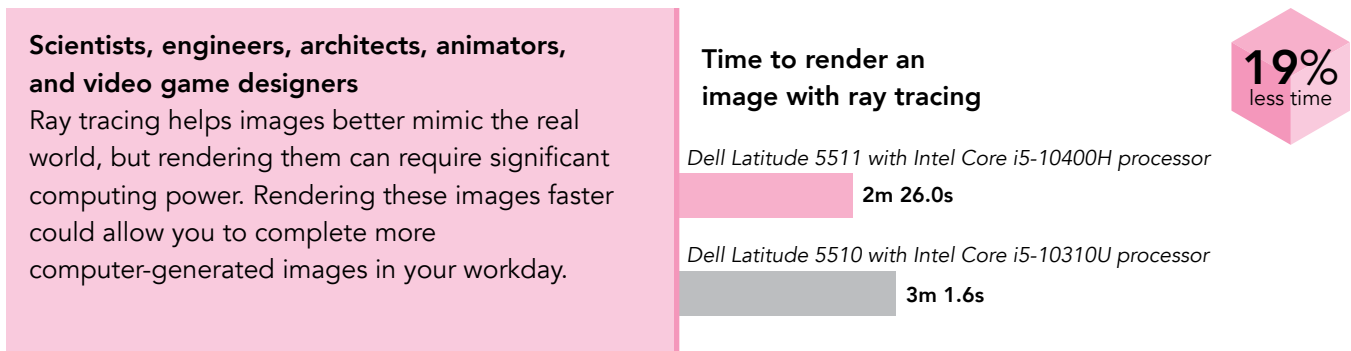 Scientists, engineers, architects, animators,
and video game designers
Ray tracing helps images better mimic the real
world, but rendering them can require significant
computing power. Rendering these images faster
could allow you to complete more
computer-generated images in your workday.
Time to render an
image with ray tracing
19%
less time
Dell Latitude 5511 with Intel Core i5-10400H processor
2m 26.0s
Dell Latitude 5510 with Intel Core i5-10310U processor
3m 1.6s